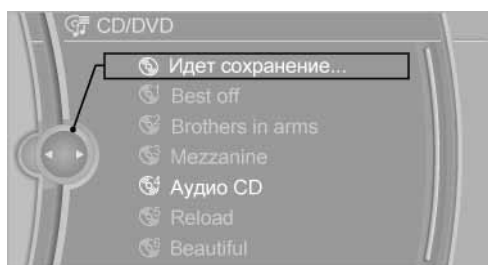 CD/DVD
Идет сохранение...
Best off
Brothers in arms
Mezzanine
Аудио CD
Reload
Beautiful